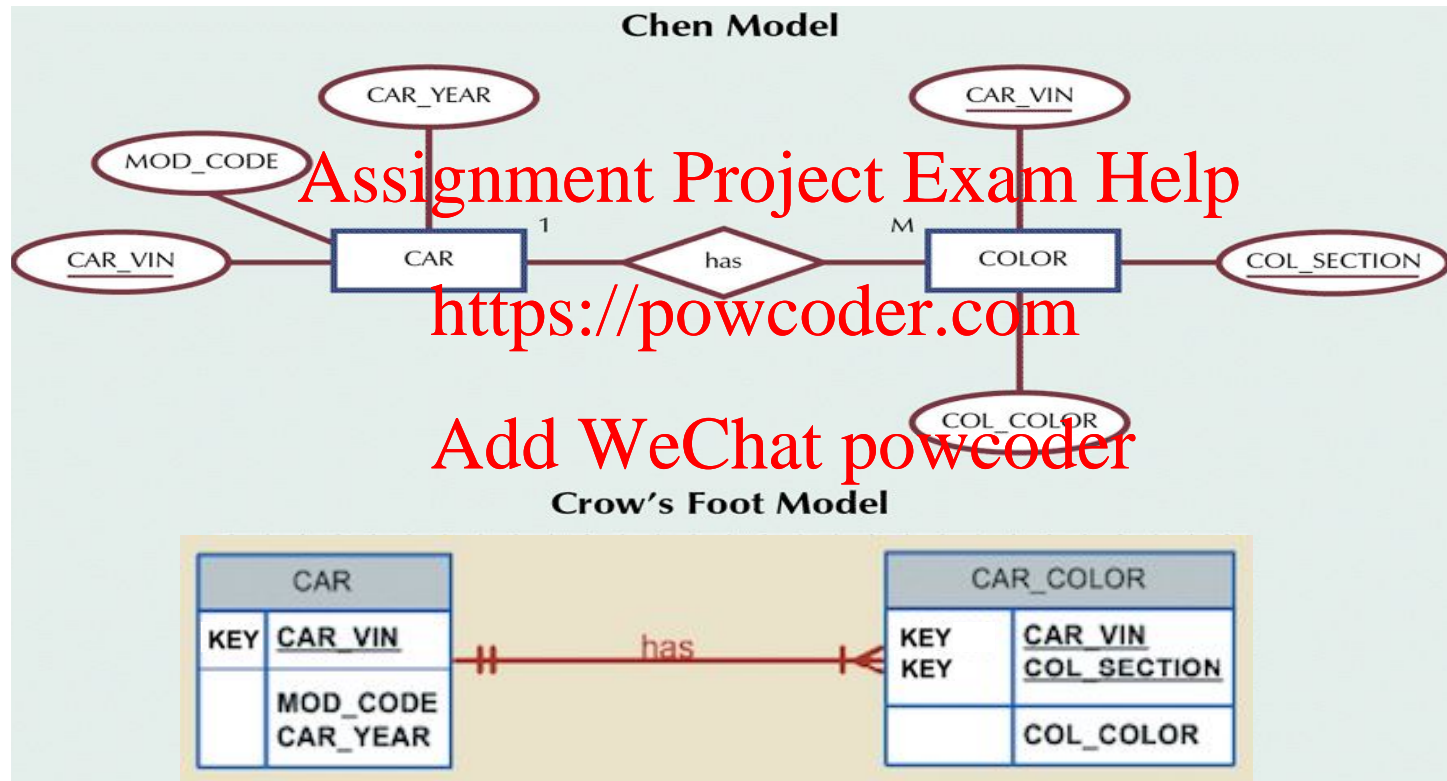 Chen Model
CAR_YEAR
CAR_VIN
MOD_CODE
Assignment Project Exam Help
1
M
CAR_VIN
CAR
has
COLOR
COL_SECTION
https://powcoder.com
COL_COLOR
Add WeChat powcoder
Crow's Foot Model
CAR
CAR_COLOR
KEY CAR_VIN
has
KEY CAR_VIN
KEY COL_SECTION
MOD_CODE
CAR_YEAR
COL_COLOR